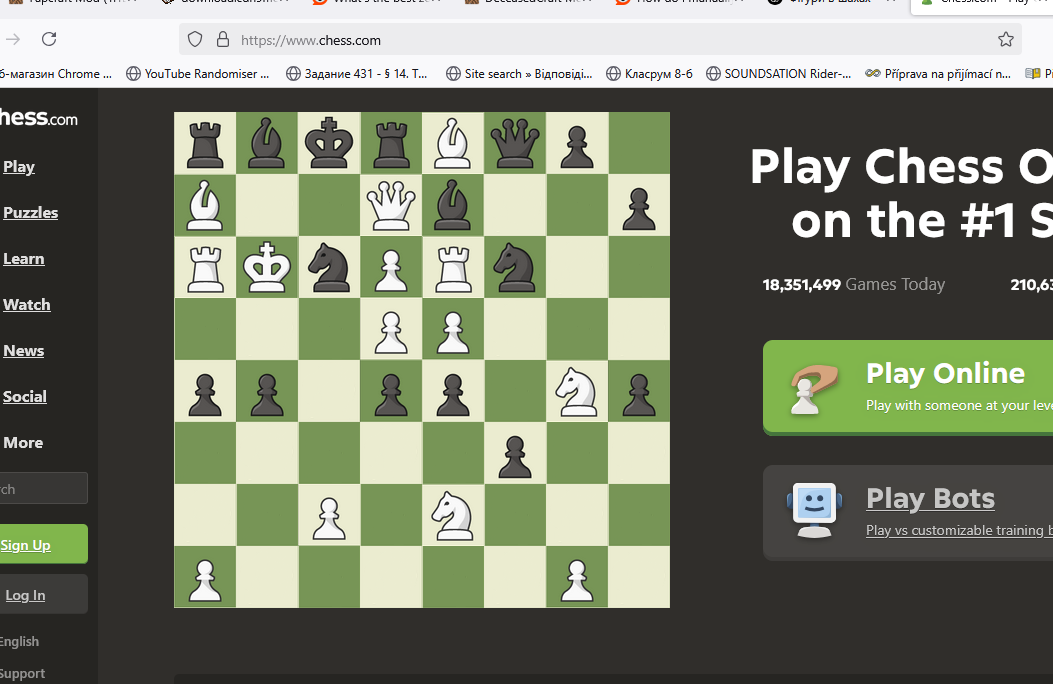 https://www.chess.com
б-магазин Chrome ... YouTube Randomiser ... Задание 431 - § 14. Т... Site search » Відповіді... Класрум 8-б SOUNDSATION Rider-... Příprava na přijímací n...
hess.com
Play
Puzzles
Learn
Watch
News
Social
More
rch
Sign Up
Log In
English
Support
Play Chess O
on the #1 S
18,351,499 Games Today 210,63
Play Online
Play with someone at your leve
Play Bots
Play vs customizable training b